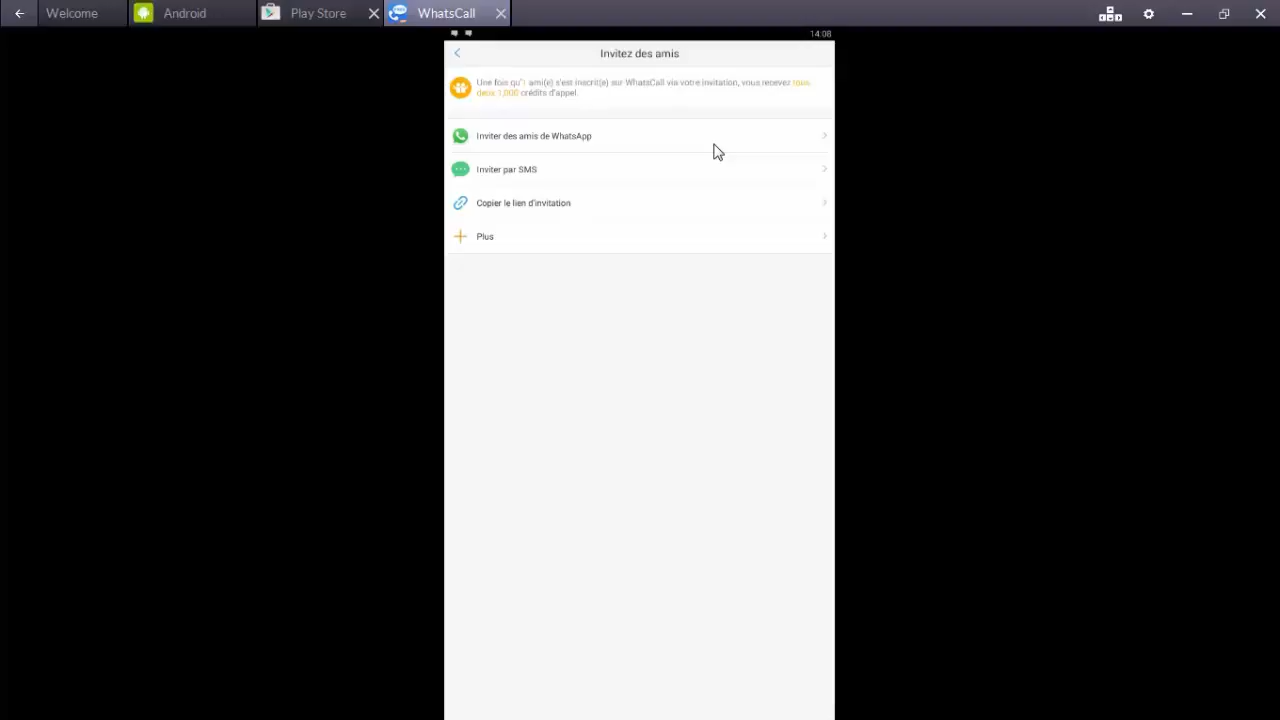 Welcome
Android
Play Store
WhatsCall
14:08
Invitez des amis
Une fois qu' ami(e) s'est inscrit(e) sur WhatsCall via votre invitation, vous recevez tous
deux 1,000 crédits d'appel.
Inviter des amis de WhatsApp
Inviter par SMS
Copier le lien d'invitation
Plus